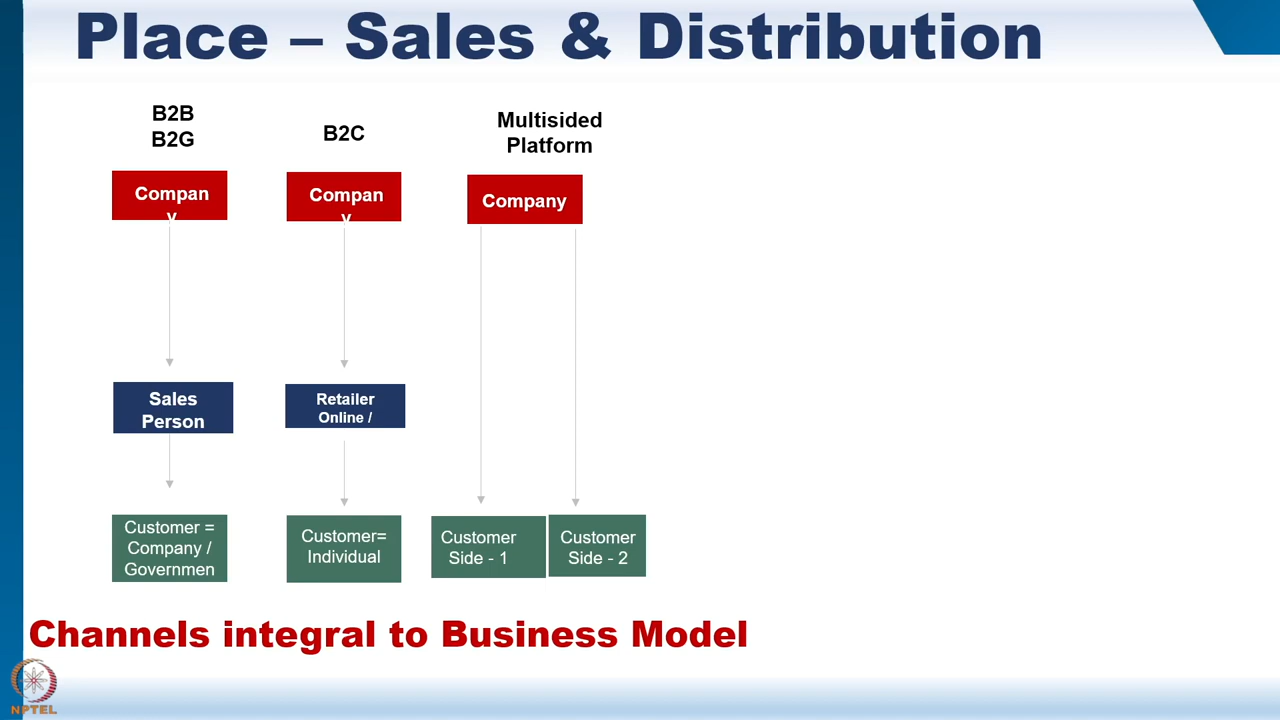 Place – Sales & Distribution
B2B
B2G
B2C
Multisided
Platform
Compan
y
Compan
y
Company
Sales
Person
Retailer
Online /
Customer =
Company /
Governmen
Customer=
Individual
Customer
Side - 1
Customer
Side - 2
Channels integral to Business Model
NPTEL